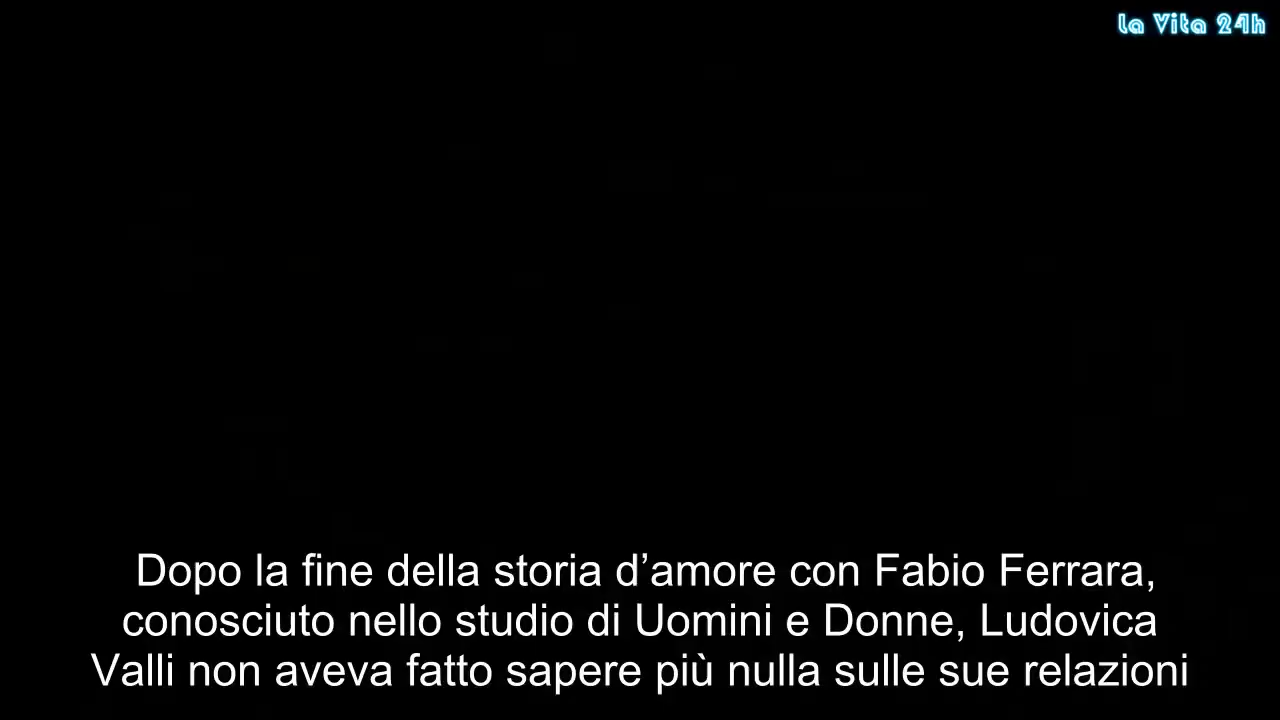 La Vita 24h
Dopo la fine della storia d’amore con Fabio Ferrara,
conosciuto nello studio di Uomini e Donne, Ludovica
Valli non aveva fatto sapere più nulla sulle sue relazioni